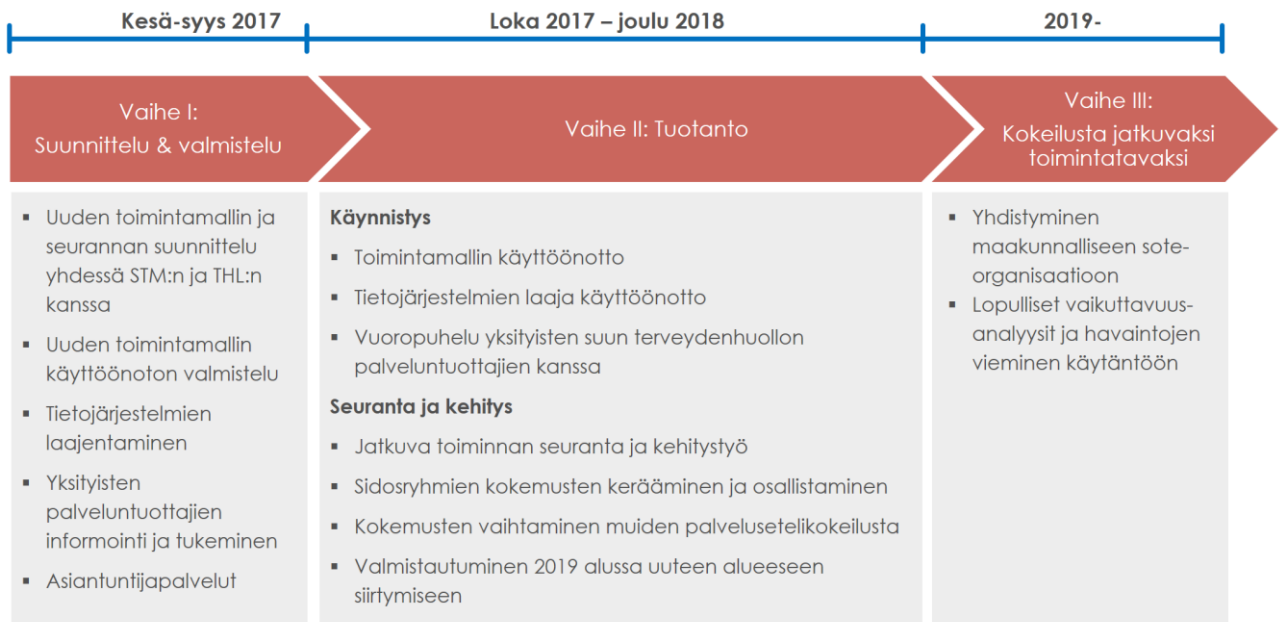 Kesä-syys 2017
Loka 2017 – joulu 2018
2019-
Vaihe I:
Suunnittelu & valmistelu
Vaihe II: Tuotanto
Vaihe III:
Kokeilusta jatkuvaksi
toimintatavaksi
▪ Uuden toimintamallin ja
seurannan suunnittelu
yhdessä STM:n ja THL:n
kanssa
▪ Uuden toimintamallin
käyttöönoton valmistelu
▪ Tietojärjestelmien
laajentaminen
▪ Yksityisten
palveluntuottajien
informointi ja tukeminen
▪ Asiantuntijapalvelut
Käynnistys
▪ Toimintamallin käyttöönotto
▪ Tietojärjestelmien laaja käyttöönotto
▪ Vuoropuhelu yksityisten suun terveydenhuollon
palveluntuottajien kanssa
Seuranta ja kehitys
▪ Jatkuva toiminnan seuranta ja kehitystyö
▪ Sidosryhmien kokemusten kerääminen ja osallistaminen
▪ Kokemusten vaihtaminen muiden palvelusetelikokeilusta
▪ Valmistautuminen 2019 alussa uuteen alueeseen
siirtymiseen
▪ Yhdistyminen
maakunnalliseen sote-
organisaatioon
▪ Lopulliset vaikuttavuus-
analyysit ja havaintojen
vieminen käytäntöön